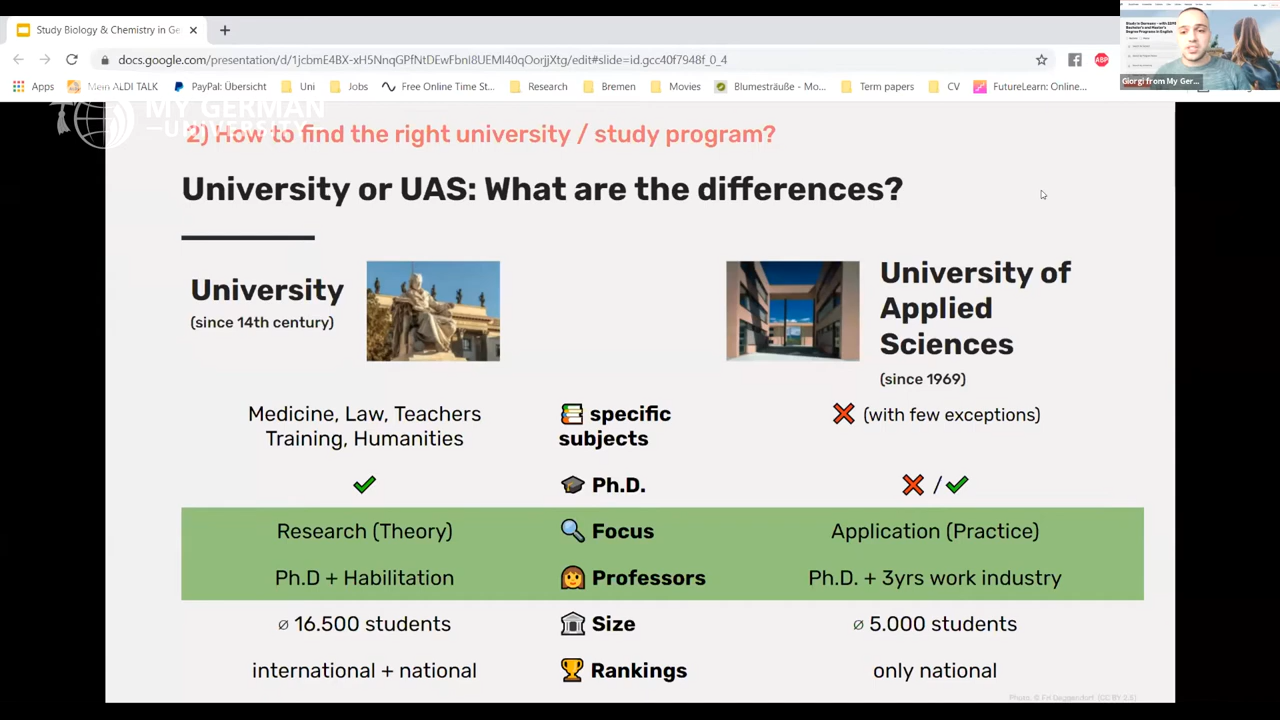 Study Biology & Chemistry in Ge
docs.google.com/presentation/d/
edit#slide=id.gcc40f7948f_0_4
Apps
Mein ALDI TALK
PayPal: Übersicht
Uni
Jobs
Free Online Time St...
Research
Bremen
Movies
Blumesträuße - Mo...
Term papers
CV
FutureLearn: Online...
Giorgi from My Ger...
MY GERMAN
UNIVERSITY
2) How to find the right university / study program?
University or UAS: What are the differences?
University
(since 14th century)
University of
Applied
Sciences
(since 1969)
Medicine, Law, Teachers
Training, Humanities
specific
subjects
(with few exceptions)
Ph.D.
/
Research (Theory)
Focus
Application (Practice)
Ph.D + Habilitation
Professors
Ph.D. + 3yrs work industry
⌀ 16.500 students
Size
⌀ 5.000 students
international + national
Rankings
only national